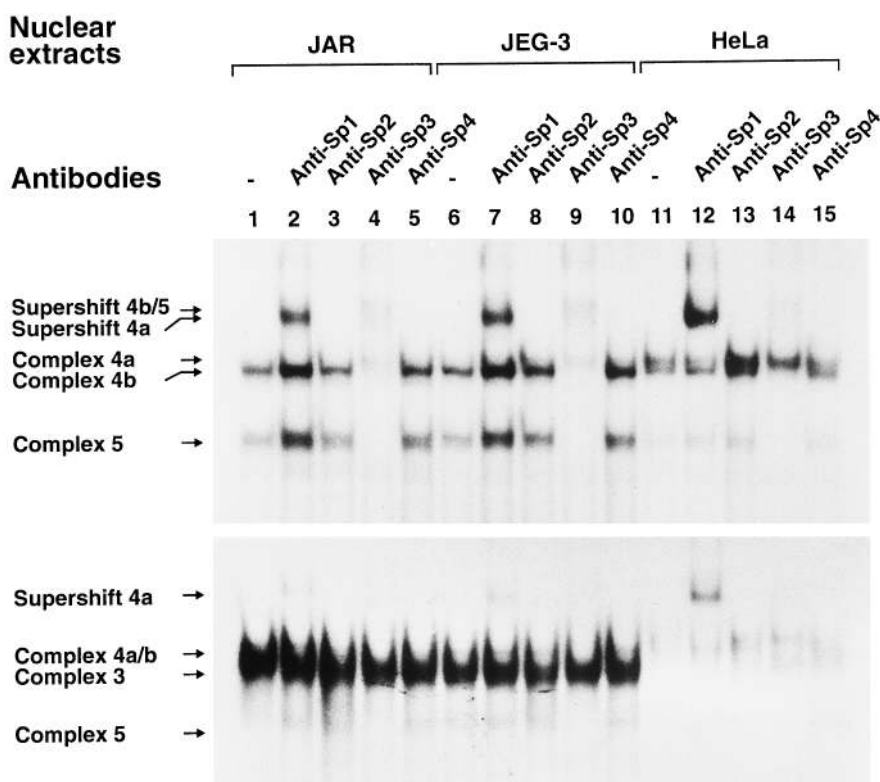 Nuclear
extracts
JAR JEG-3 HeLa
Antibodies
- Anti-Sp1 Anti-Sp2 Anti-Sp3 Anti-Sp4 - Anti-Sp1 Anti-Sp2 Anti-Sp3 Anti-Sp4 - Anti-Sp1 Anti-Sp2 Anti-Sp3 Anti-Sp4
1 2 3 4 5 6 7 8 9 10 11 12 13 14 15
Supershift 4b/5
Supershift 4a
Complex 4a
Complex 4b
Complex 5
Supershift 4a
Complex 4a/b
Complex 3
Complex 5